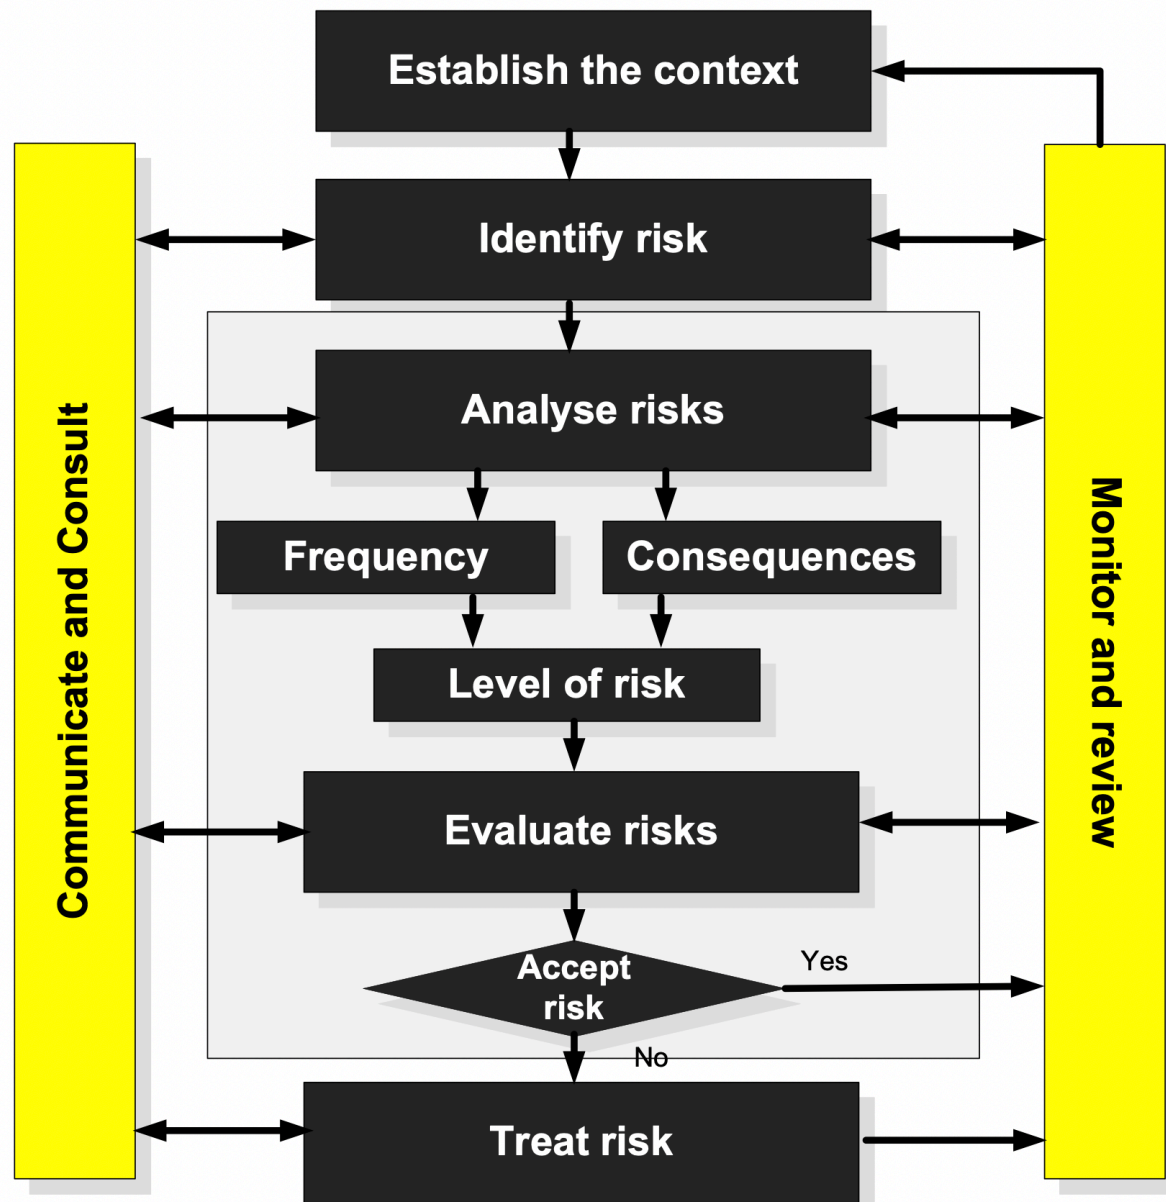 Establish the context
Identify risk
Analyse risks
Frequency
Consequences
Level of risk
Evaluate risks
Accept
risk
Yes
No
Treat risk
Communicate and Consult
Monitor and review